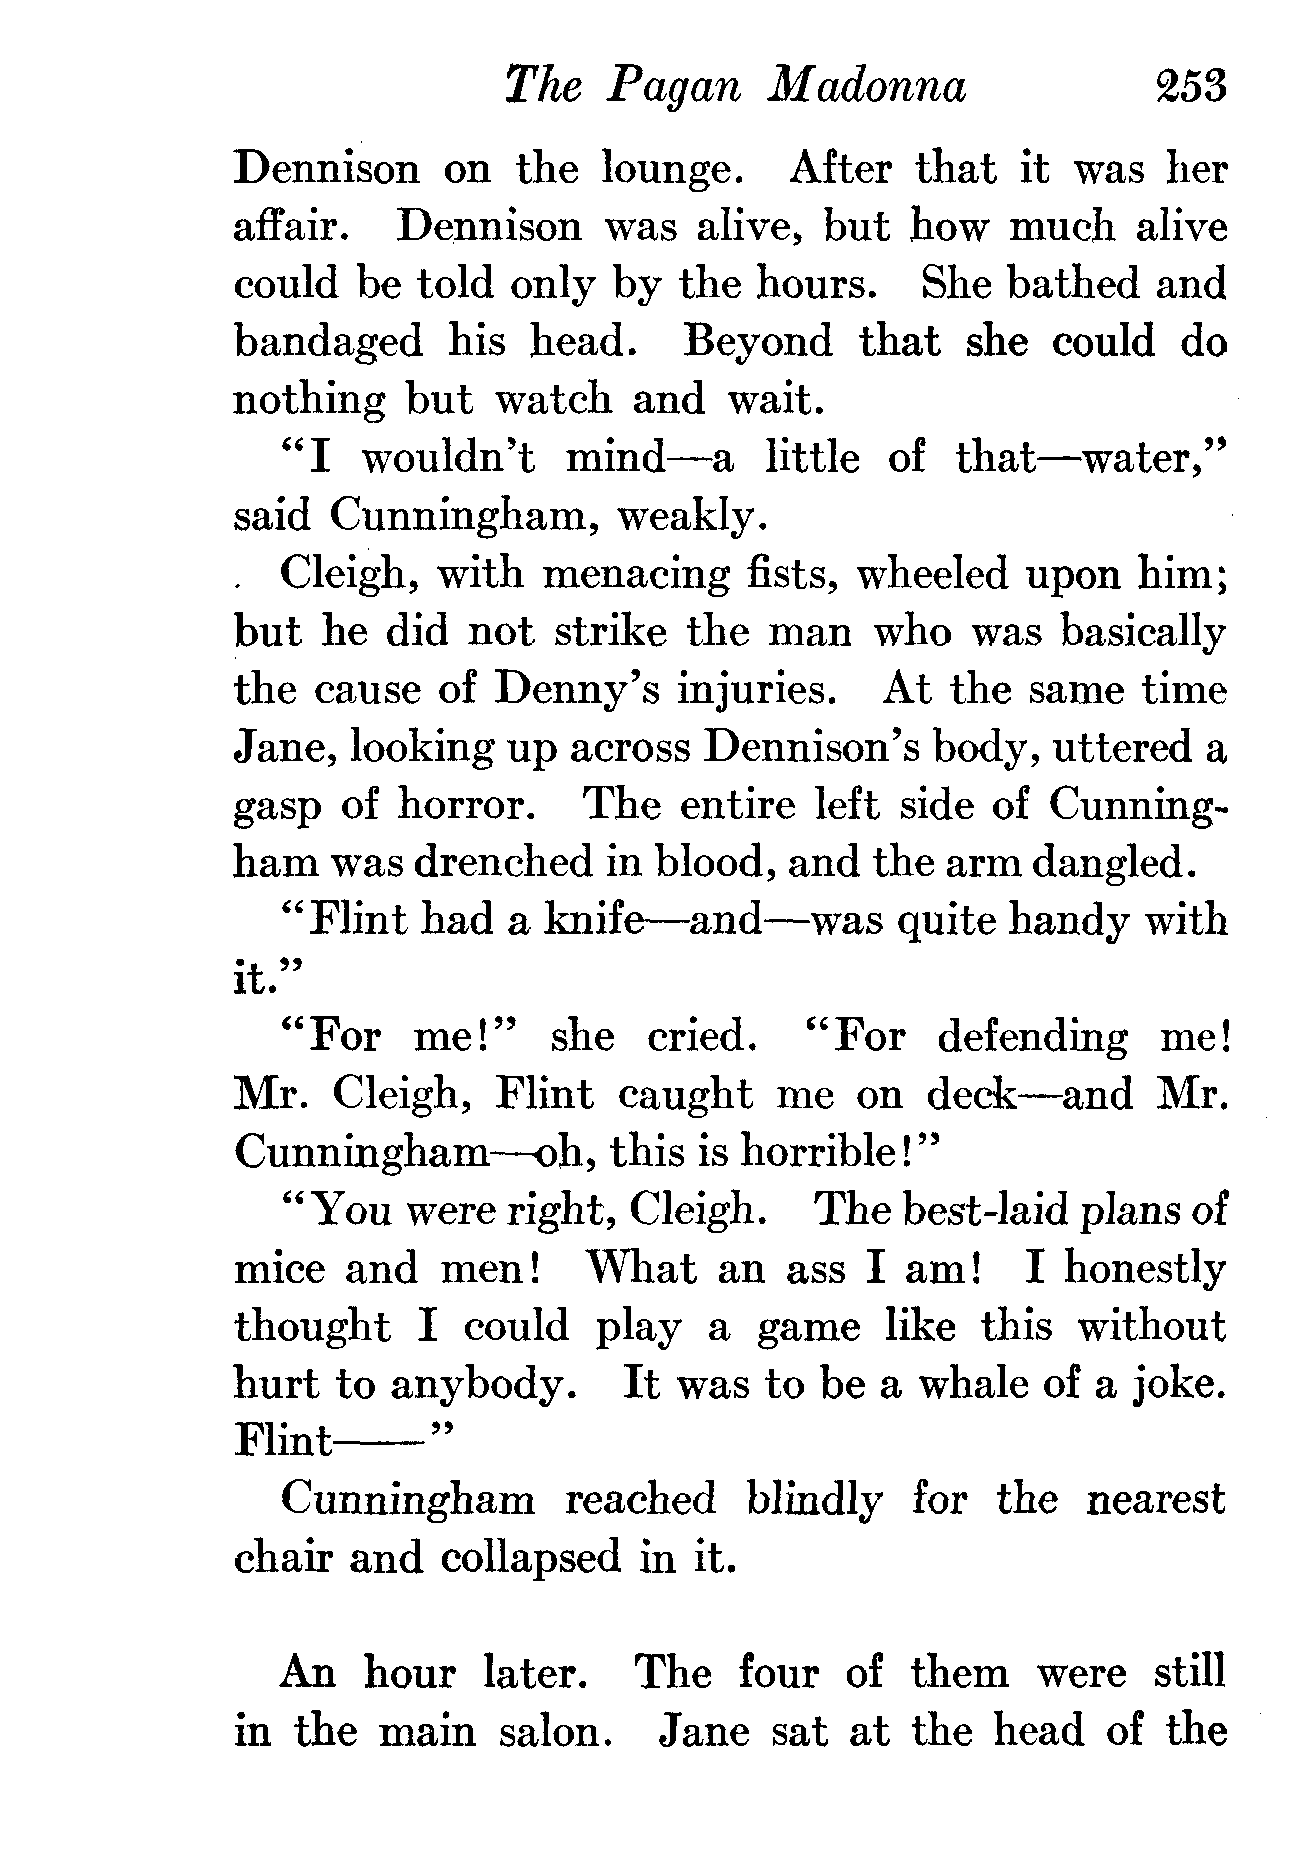 The Pagan Madonna 253
Dennison on the lounge. After that it was her
affair. Dennison was alive, but how much alive
could be told only by the hours. She bathed and
bandaged his head. Beyond that she could do
nothing but watch and wait.
“I wouldn’t mind—a little of that—water,”
said Cunningham, weakly.
Cleigh, with menacing fists, wheeled upon him;
but he did not strike the man who was basically
the cause of Denny’s injuries. At the same time
Jane, looking up across Dennison’s body, uttered a
gasp of horror. The entire left side of Cunning-
ham was drenched in blood, and the arm dangled.
“Flint had a knife—and—was quite handy with
it.”
“For me!” she cried. “For defending me!
Mr. Cleigh, Flint caught me on deck—and Mr.
Cunningham—oh, this is horrible!”
“You were right, Cleigh. The best-laid plans of
mice and men! What an ass I am! I honestly
thought I could play a game like this without
hurt to anybody. It was to be a whale of a joke.
Flint——”
Cunningham reached blindly for the nearest
chair and collapsed in it.
An hour later. The four of them were still
in the main salon. Jane sat at the head of the